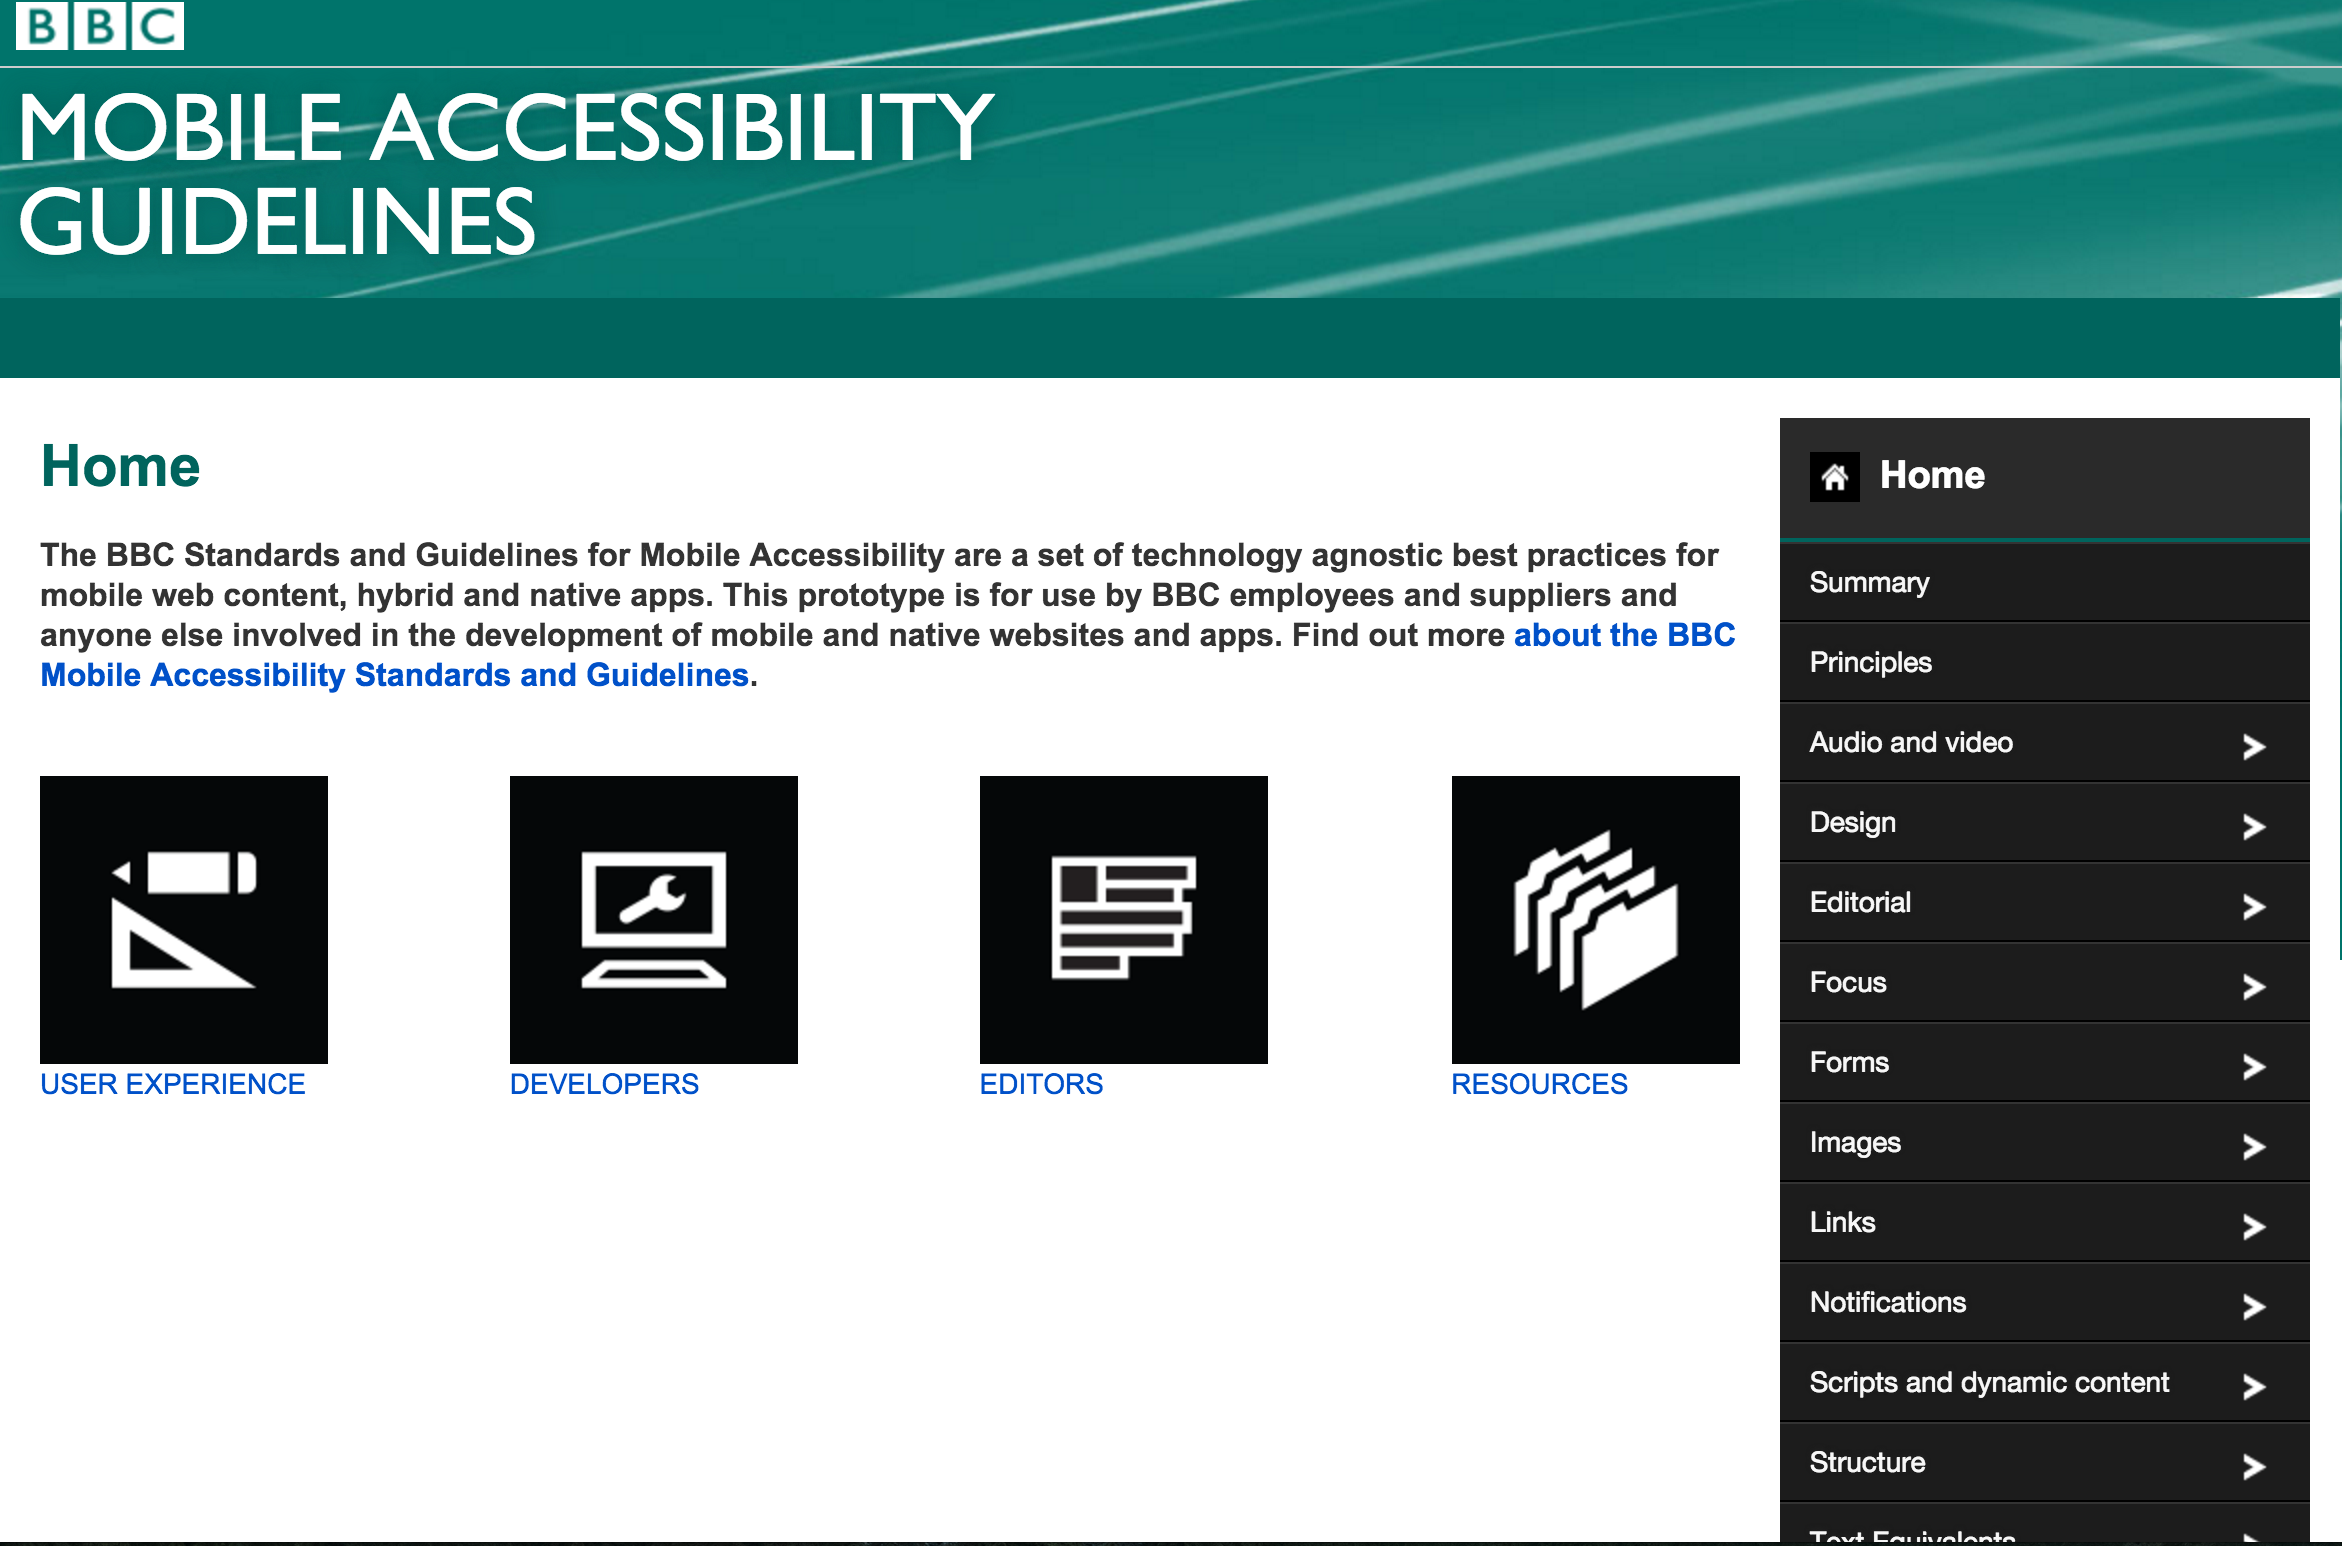 BBC
MOBILE ACCESSIBILITY
GUIDELINES
Home
The BBC Standards and Guidelines for Mobile Accessibility are a set of technology agnostic best practices for
mobile web content, hybrid and native apps. This prototype is for use by BBC employees and suppliers and
anyone else involved in the development of mobile and native websites and apps. Find out more about the BBC
Mobile Accessibility Standards and Guidelines.
USER EXPERIENCE
DEVELOPERS
EDITORS
RESOURCES
Home
Summary
Principles
Audio and video
Design
Editorial
Focus
Forms
Images
Links
Notifications
Scripts and dynamic content
Structure
Text Equivalents